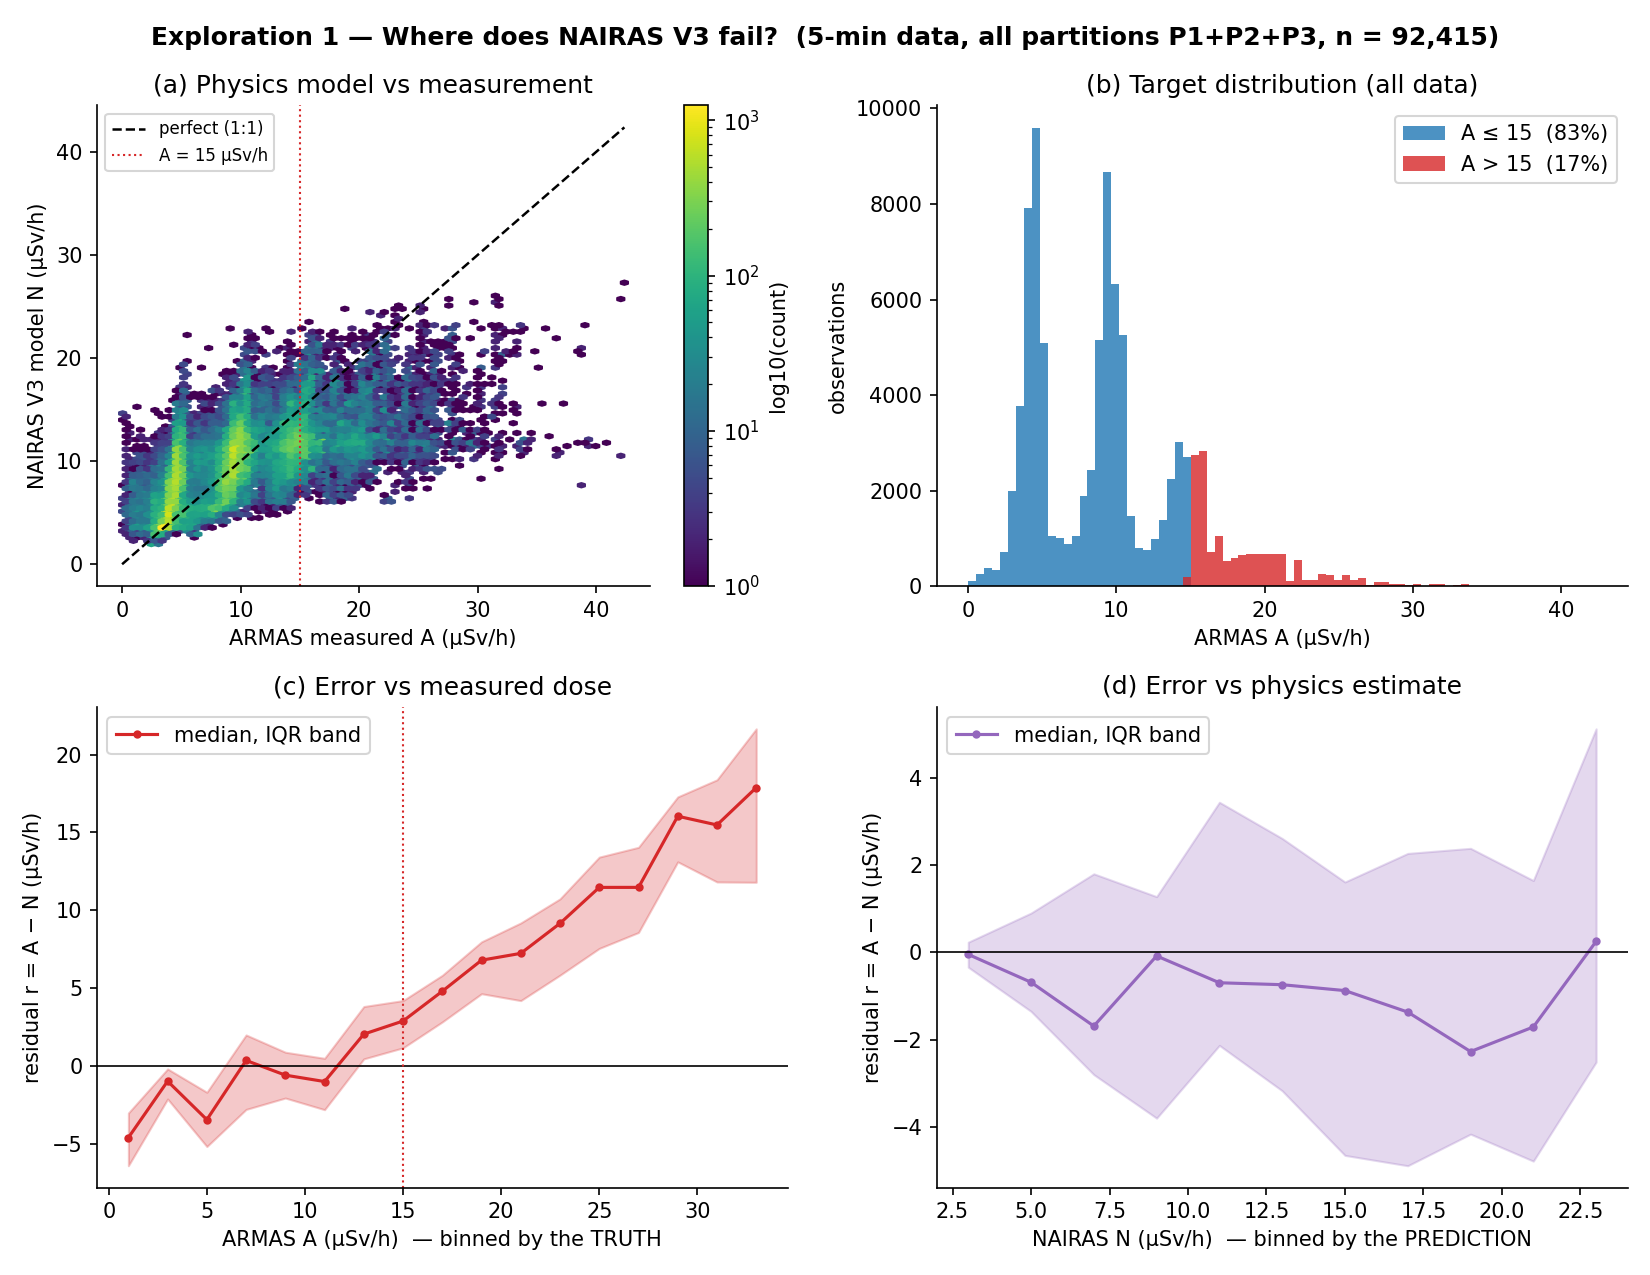 Exploration 1 — Where does NAIRAS V3 fail?  (5-min data, all partitions P1+P2+P3, n = 92,415)
(a) Physics model vs measurement
perfect (1:1)
A = 15 µSv/h
NAIRAS V3 model N (µSv/h)
40
30
20
10
0
0 10 20 30 40
ARMAS measured A (µSv/h)
10³
10²
10¹
10⁰
log10(count)
(b) Target distribution (all data)
A ≤ 15  (83%)
A > 15  (17%)
observations
10000
8000
6000
4000
2000
0
0 10 20 30 40
ARMAS A (µSv/h)
(c) Error vs measured dose
median, IQR band
residual r = A − N (µSv/h)
20
15
10
5
0
−5
0 5 10 15 20 25 30
ARMAS A (µSv/h)  — binned by the TRUTH
(d) Error vs physics estimate
median, IQR band
residual r = A − N (µSv/h)
4
2
0
−2
−4
2.5 5.0 7.5 10.0 12.5 15.0 17.5 20.0 22.5
NAIRAS N (µSv/h)  — binned by the PREDICTION